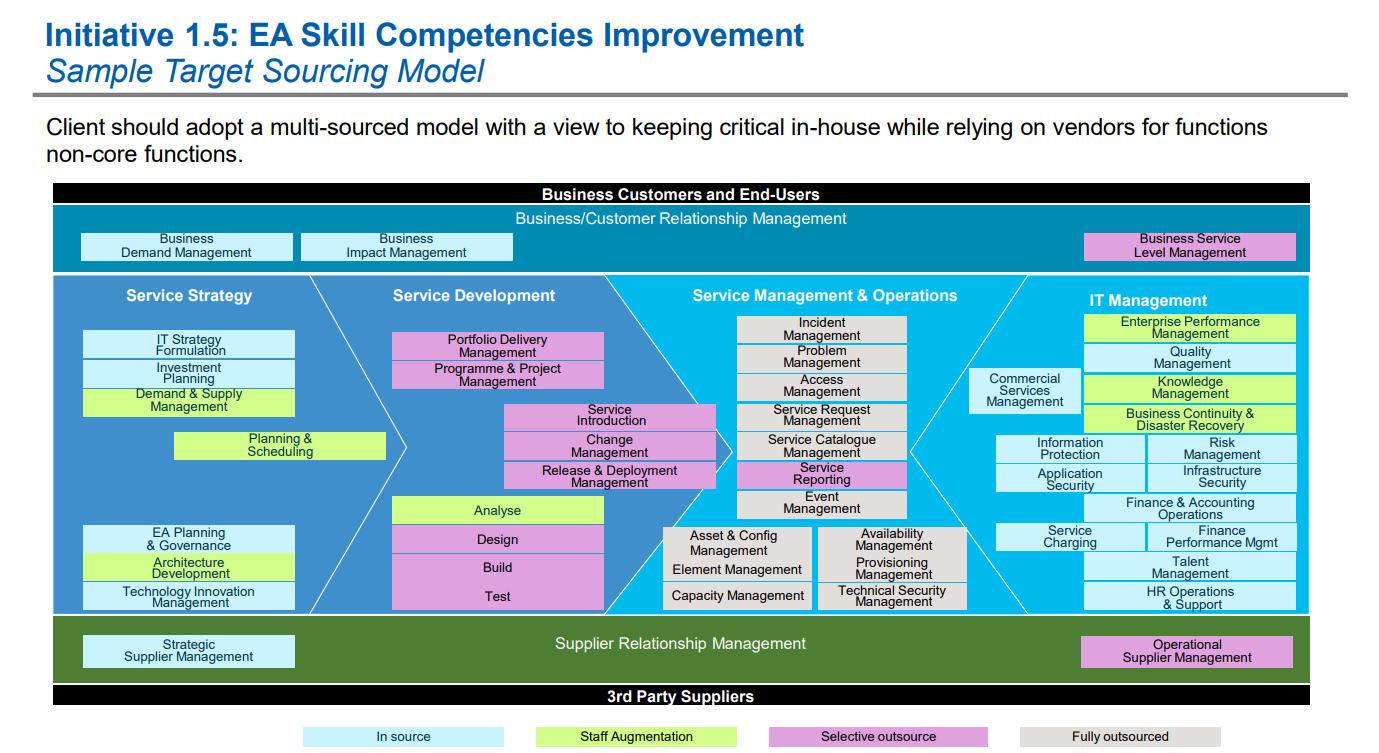 Initiative 1.5: EA Skill Competencies Improvement
Sample Target Sourcing Model
Client should adopt a multi-sourced model with a view to keeping critical in-house while relying on vendors for functions
non-core functions.
Business Customers and End-Users
Business/Customer Relationship Management
Business
Demand Management
Business
Impact Management
Business Service
Level Management
Service Strategy
IT Strategy
Formulation
Investment
Planning
Demand & Supply
Management
Planning &
Scheduling
EA Planning
& Governance
Architecture
Development
Technology Innovation
Management
Service Development
Portfolio Delivery
Management
Programme & Project
Management
Service
Introduction
Change
Management
Release & Deployment
Management
Analyse
Design
Build
Test
Service Management & Operations
Incident
Management
Problem
Management
Access
Management
Service Request
Management
Service Catalogue
Management
Service
Reporting
Event
Management
Asset & Config
Management
Element Management
Capacity Management
Availability
Management
Provisioning
Management
Technical Security
Management
IT Management
Enterprise Performance
Management
Quality
Management
Commercial
Services
Management
Knowledge
Management
Business Continuity &
Disaster Recovery
Information
Protection
Risk
Management
Application
Security
Infrastructure
Security
Finance & Accounting
Operations
Service
Charging
Finance
Performance Mgmt
Talent
Management
HR Operations
& Support
Strategic
Supplier Management
Supplier Relationship Management
Operational
Supplier Management
3rd Party Suppliers
In source
Staff Augmentation
Selective outsource
Fully outsourced